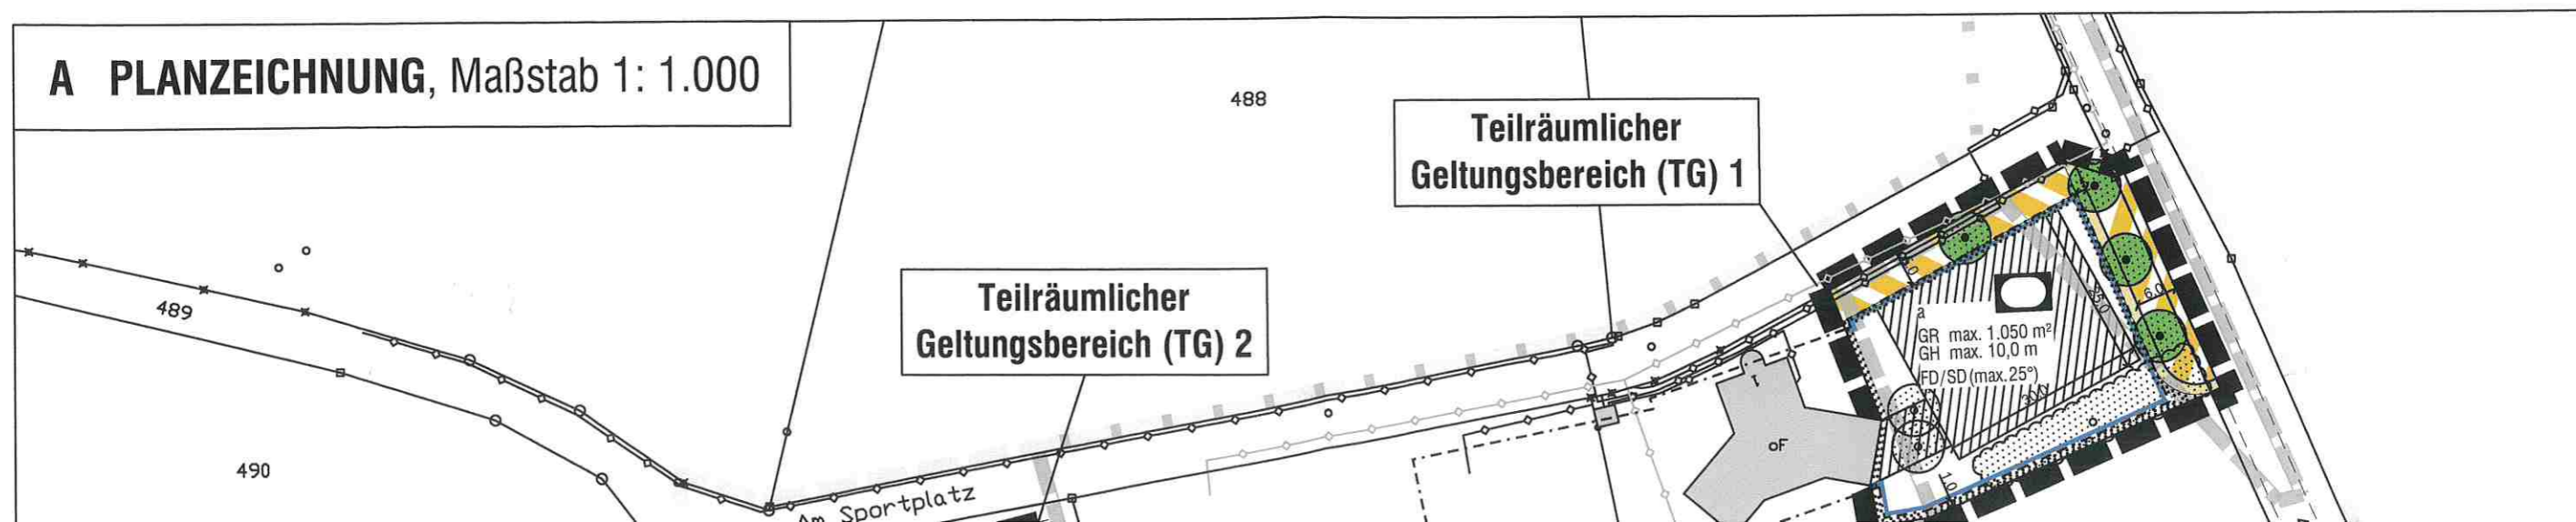 A PLANZEICHNUNG, Maßstab 1: 1.000
488
Teilräumlicher
Geltungsbereich (TG) 1
Teilräumlicher
Geltungsbereich (TG) 2
489
490
a
GR max. 1.050 m²
GH max. 10,0 m
FD/SD (max. 25°)
6.0
oF
1
Am Sportplatz